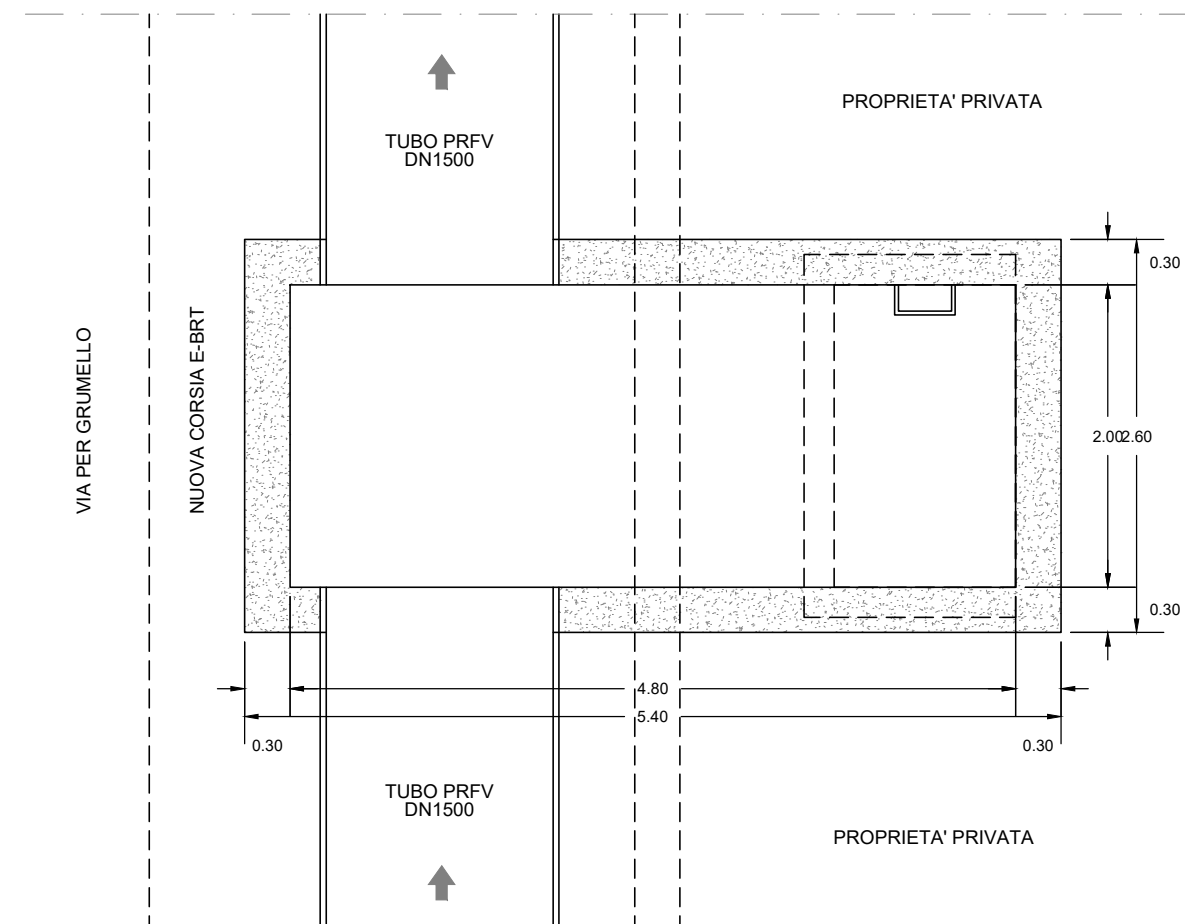 PROPRIETA' PRIVATA
TUBO PRFV
DN1500
0.30
VIA PER GRUMELLO
NUOVA CORSIA E-BRT
2.00
2.60
0.30
4.80
5.40
0.30
0.30
TUBO PRFV
DN1500
PROPRIETA' PRIVATA